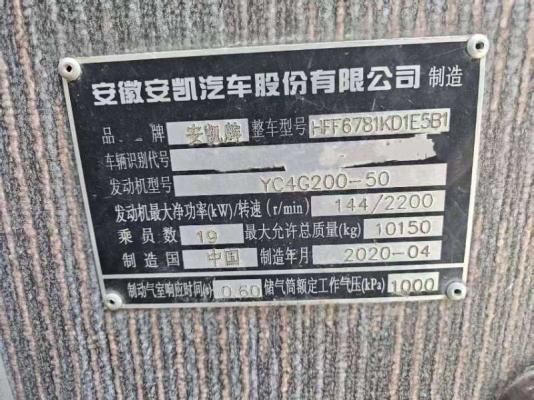 安徽安凯汽车股份有限公司 制造
品 牌 安凯牌 整车型号 HFF6781KD1E5B1
车辆识别代号
发动机型号 YC4G200-50
发动机最大净功率(kW)/转速(r/min) 144/2200
乘员数 19 最大允许总质量(kg) 10150
制造国 中国 制造年月 2020-04
制动气室响应时间(s) 0.60 储气筒额定工作气压(kPa) 1000